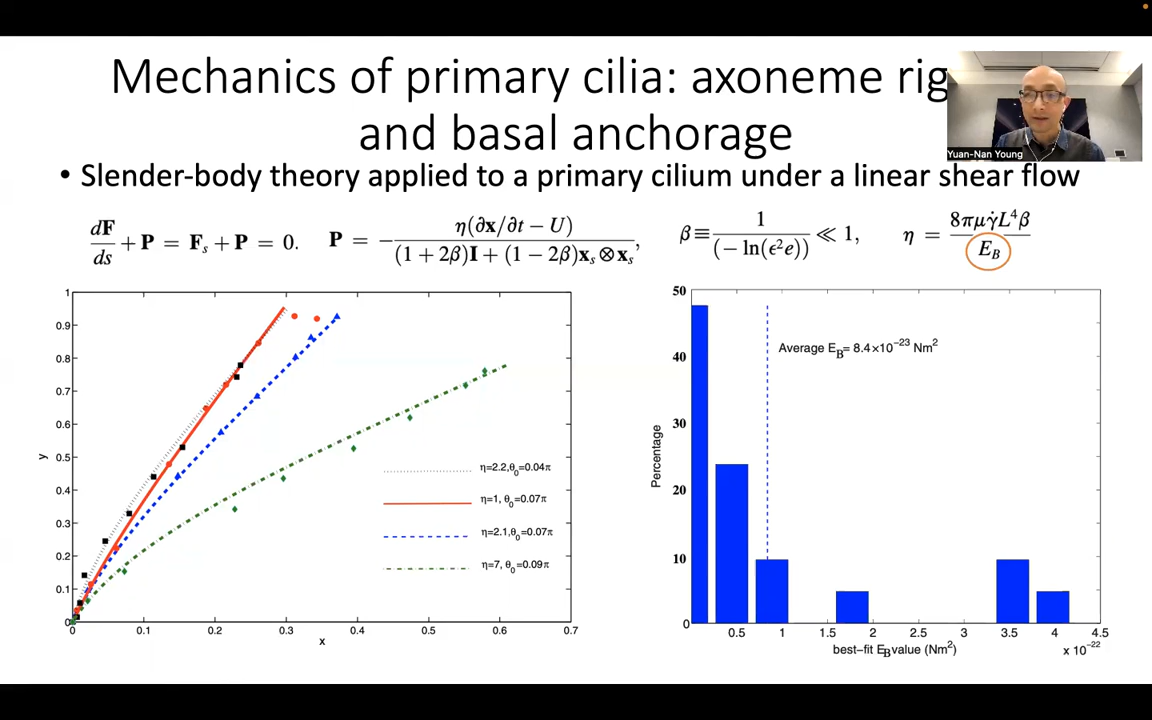 Mechanics of primary cilia: axoneme rig
and basal anchorage
Yuan-Nan Young
• Slender-body theory applied to a primary cilium under a linear shear flow
dF/ds + P = F_s + P = 0.
P = − η(∂x/∂t − U) / ((1 + 2β)I + (1 − 2β)x_s⊗x_s),
β ≡ 1 / (− ln(ϵ²e)) ≪ 1,
η = 8πμγ̇L⁴β / E_B
1
0.9
0.8
0.7
0.6
0.5
0.4
0.3
0.2
0.1
0
y
0 0.1 0.2 0.3 0.4 0.5 0.6 0.7
x
η=2.2,θ₀=0.04π
η=1, θ₀=0.07π
η=2.1,θ₀=0.07π
η=7, θ₀=0.09π
50
40
30
20
10
0
Percentage
Average E_B= 8.4×10⁻²³ Nm²
0.5 1 1.5 2 2.5 3 3.5 4 4.5
best−fit E_B value (Nm²)
x 10⁻²²